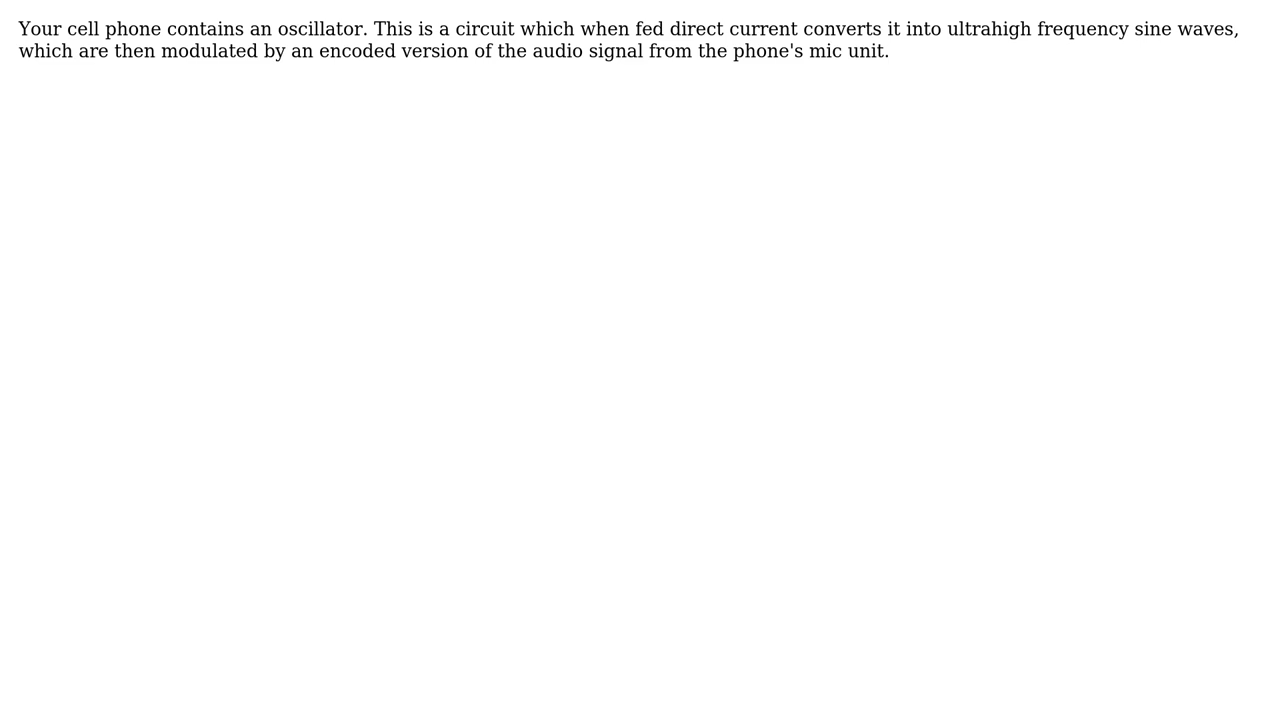 Your cell phone contains an oscillator. This is a circuit which when fed direct current converts it into ultrahigh frequency sine waves,
which are then modulated by an encoded version of the audio signal from the phone's mic unit.